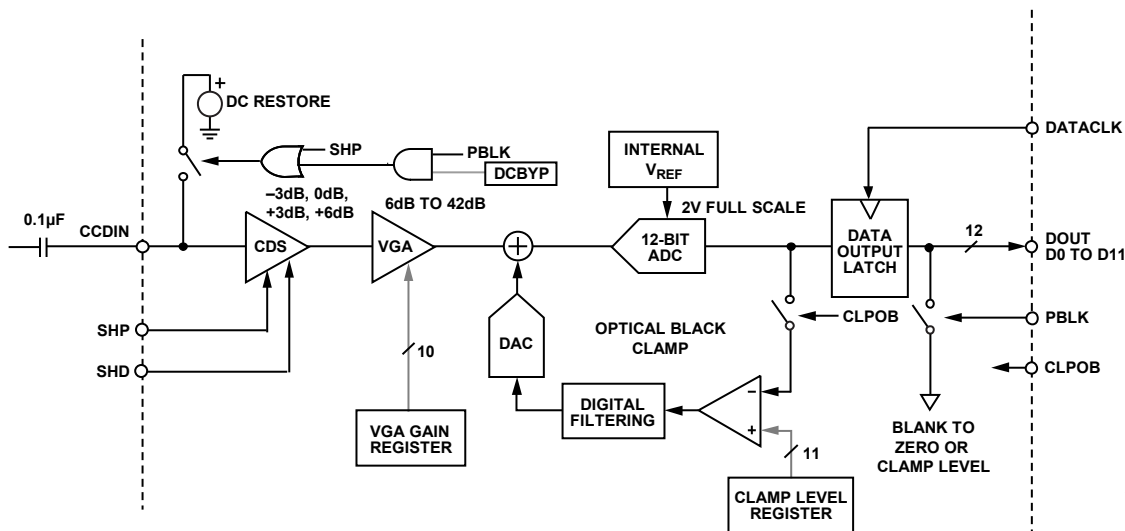 +
DC RESTORE
SHP
PBLK
DCBYP
–3dB, 0dB,
+3dB, +6dB
6dB TO 42dB
INTERNAL
VREF
2V FULL SCALE
DATACLK
0.1µF
CCDIN
CDS
VGA
+
12-BIT
ADC
DATA
OUTPUT
LATCH
12
DOUT
D0 TO D11
SHP
SHD
10
DAC
OPTICAL BLACK
CLAMP
CLPOB
PBLK
CLPOB
VGA GAIN
REGISTER
DIGITAL
FILTERING
–
+
11
BLANK TO
ZERO OR
CLAMP LEVEL
CLAMP LEVEL
REGISTER